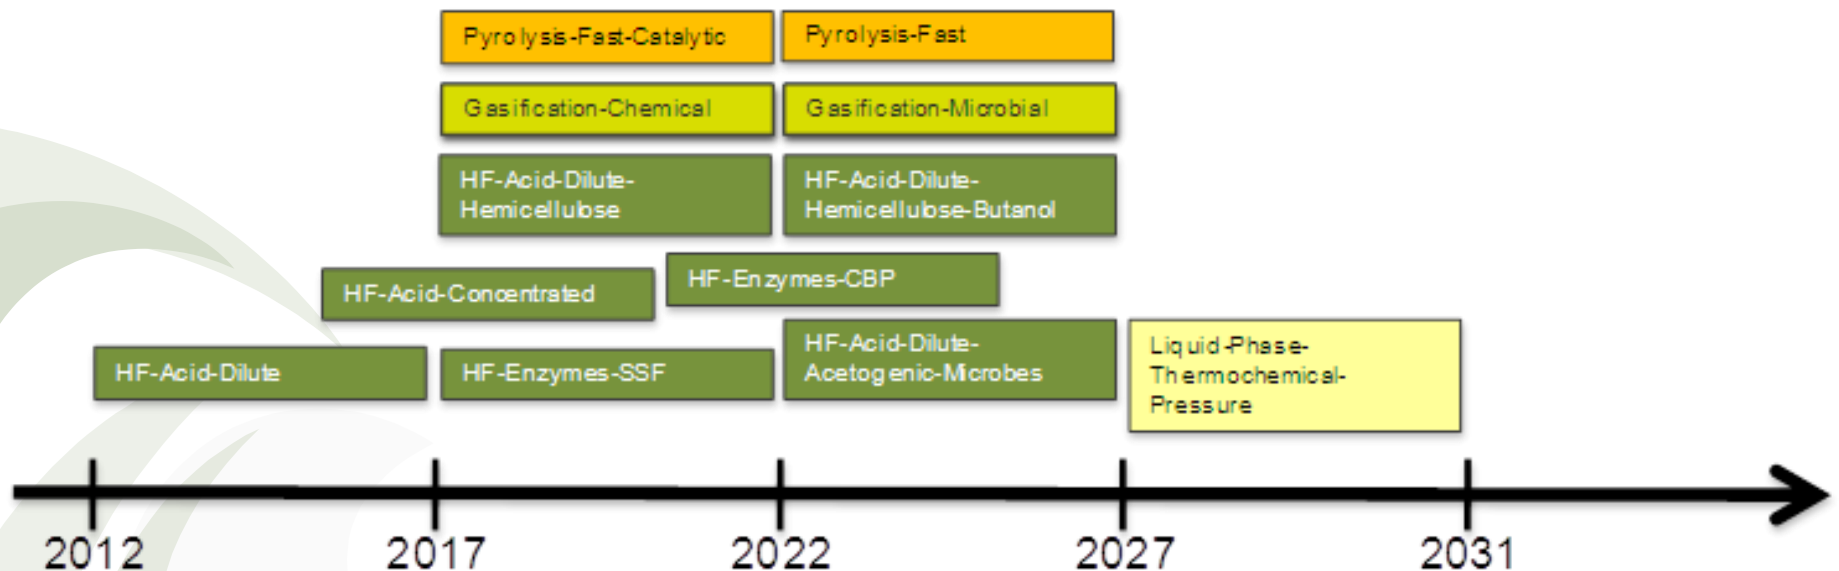 Pyrolysis-Fast-Catalytic
Pyrolysis-Fast
Gasification-Chemical
Gasification-Microbial
HF-Acid-Dilute-
Hemicellulose
HF-Acid-Dilute-
Hemicellulose-Butanol
HF-Acid-Concentrated
HF-Enzymes-CBP
HF-Acid-Dilute
HF-Enzymes-SSF
HF-Acid-Dilute-
Acetogenic-Microbes
Liquid-Phase-
Thermochemical-
Pressure
2012
2017
2022
2027
2031